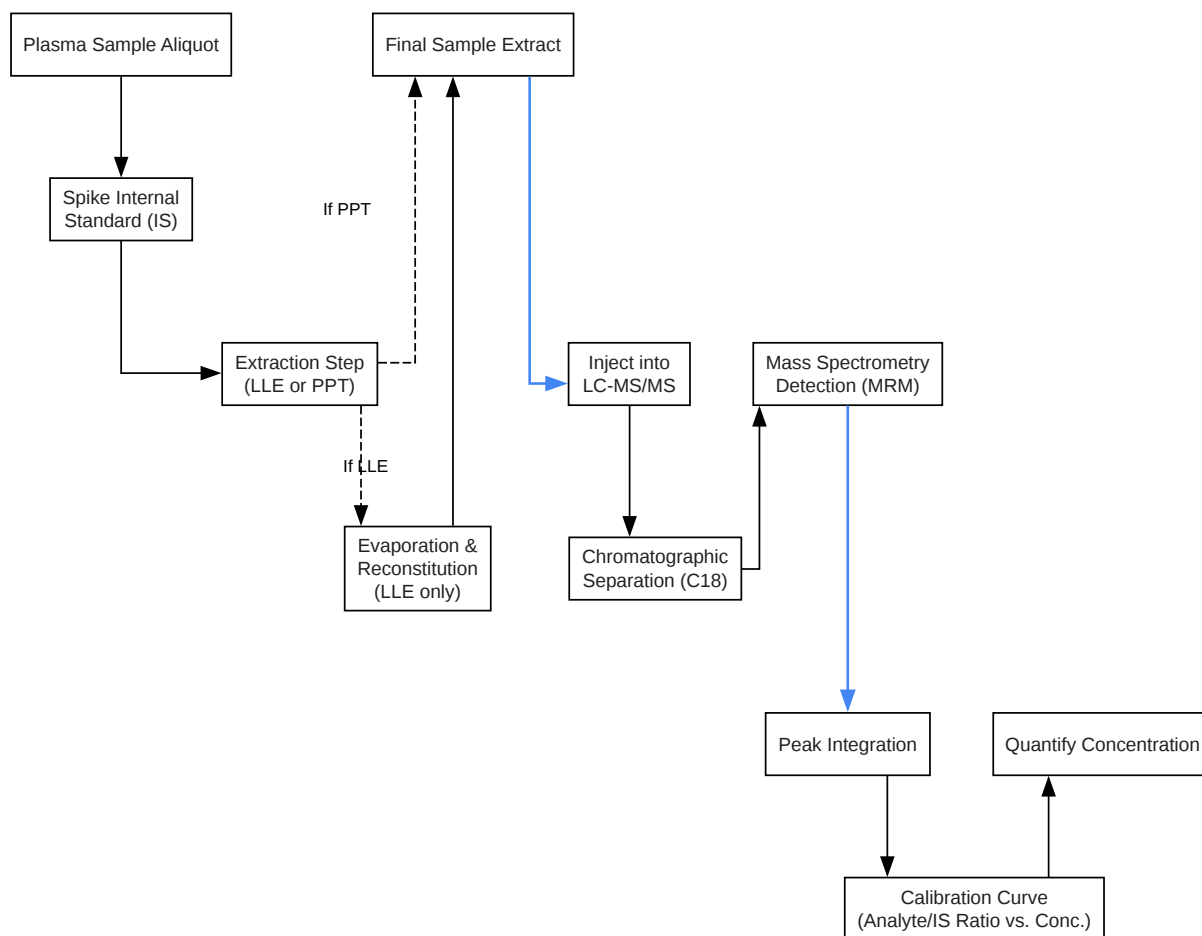 Plasma Sample Aliquot
Final Sample Extract
Spike Internal
Standard (IS)
If PPT
Extraction Step
(LLE or PPT)
Inject into
LC-MS/MS
Mass Spectrometry
Detection (MRM)
If LLE
Evaporation &
Reconstitution
(LLE only)
Chromatographic
Separation (C18)
Peak Integration
Quantify Concentration
Calibration Curve
(Analyte/IS Ratio vs. Conc.)